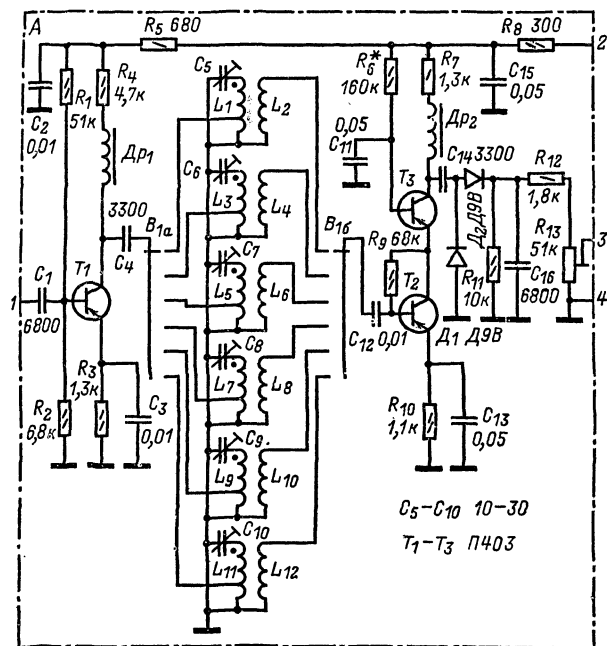 A
R5 680
R8 300
2
C2
0,01
R1
51к
R4
4,7к
Др1
C5
L1
L2
R6*
160к
R7
1,3к
C15
0,05
0,05
C11
Др2
C14 3300
R12
1,8к
C6
L3
L4
T3
R9 68к
Д2 Д9В
R11
10к
R13
51к
C16
6800
3
4
3300
C4
В1а
В1б
1
C1
6800
T1
C7
L5
L6
T2
C12 0,01
Д1 Д9В
C8
L7
L8
R2
6,8к
R3
1,3к
C3
0,01
R10
1,1к
C13
0,05
C9
L9
L10
C10
L11
L12
C5–C10 10–30
T1–T3 П403